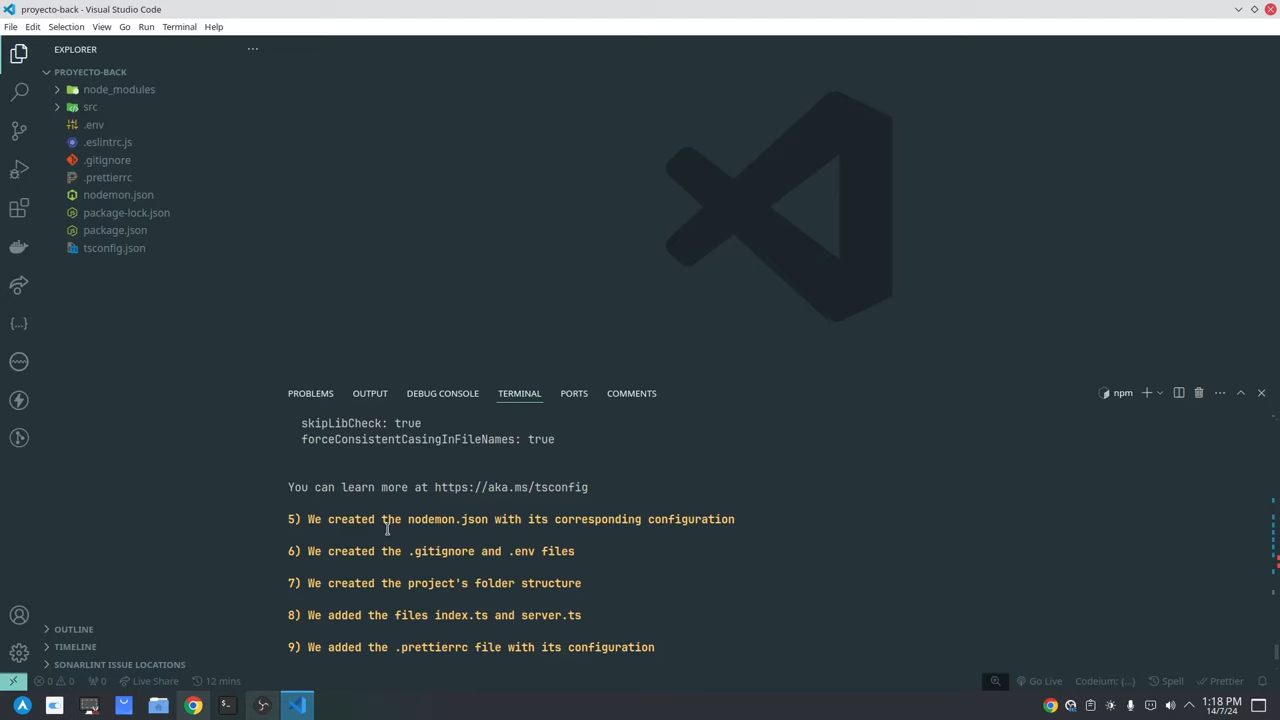 proyecto-back - Visual Studio Code
File Edit Selection View Go Run Terminal Help
EXPLORER
PROYECTO-BACK
node_modules
src
.env
.eslintrc.js
.gitignore
.prettierrc
nodemon.json
package-lock.json
package.json
tsconfig.json
PROBLEMS OUTPUT DEBUG CONSOLE TERMINAL PORTS COMMENTS
npm
skipLibCheck: true
forceConsistentCasingInFileNames: true
You can learn more at https://aka.ms/tsconfig
5) We created the nodemon.json with its corresponding configuration
6) We created the .gitignore and .env files
7) We created the project's folder structure
8) We added the files index.ts and server.ts
9) We added the .prettierrc file with its configuration
OUTLINE
TIMELINE
SONARLINT ISSUE LOCATIONS
0 0 0 Live Share 12 mins Go Live Codeium: {...} Spell Prettier
1:18 PM
14/7/24